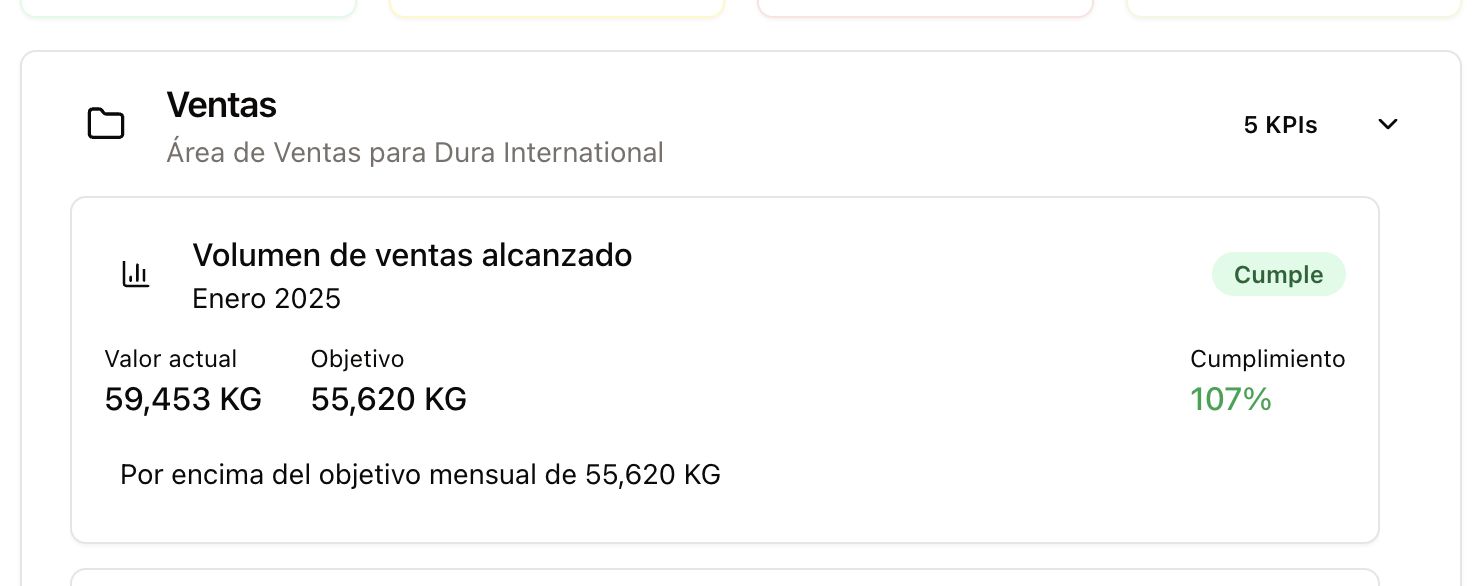 Ventas
Área de Ventas para Dura International
5 KPIs
Volumen de ventas alcanzado
Enero 2025
Cumple
Valor actual
Objetivo
Cumplimiento
59,453 KG
55,620 KG
107%
Por encima del objetivo mensual de 55,620 KG